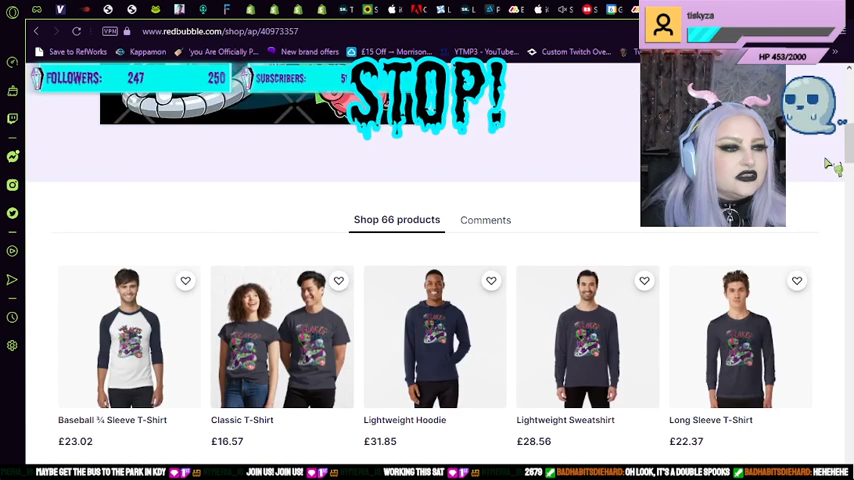 tiskyza
VPN
www.redbubble.com/shop/ap/40973357
HP 453/2000
Save to RefWorks
Kappamon
'you Are Officially P...
New brand offers
£15 Off — Morrison...
YTMP3 - YouTube...
Custom Twitch Ove...
FOLLOWERS: 247 250
SUBSCRIBERS:
STOP!
Shop 66 products
Comments
Baseball ¾ Sleeve T-Shirt
Classic T-Shirt
Lightweight Hoodie
Lightweight Sweatshirt
Long Sleeve T-Shirt
£23.02
£16.57
£31.85
£28.56
£22.37
MAYBE GET THE BUS TO THE PARK IN KDY
JOIN US! JOIN US!
WORKING THIS SAT
2679
BADHABITSDIEHARD: OH LOOK, IT'S A DOUBLE SPOOKS
BADHABITSDIEHARD: HEHEHEHE